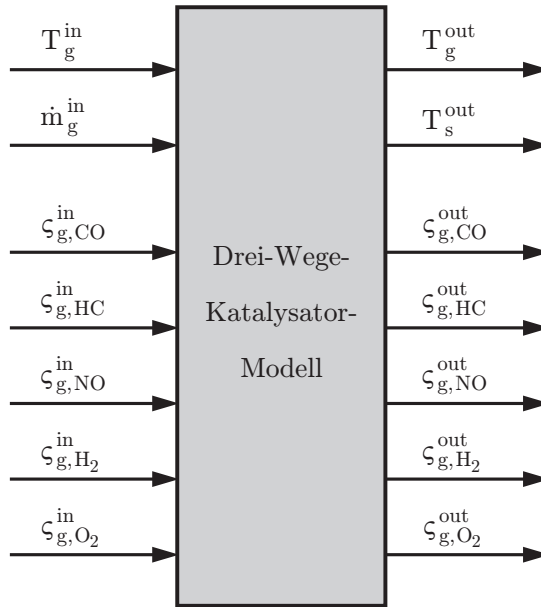 T_g^in
T_g^out
ṁ_g^in
T_s^out
ς_g,CO^in
ς_g,CO^out
ς_g,HC^in
ς_g,HC^out
ς_g,NO^in
ς_g,NO^out
ς_g,H₂^in
ς_g,H₂^out
ς_g,O₂^in
ς_g,O₂^out
Drei-Wege-
Katalysator-
Modell